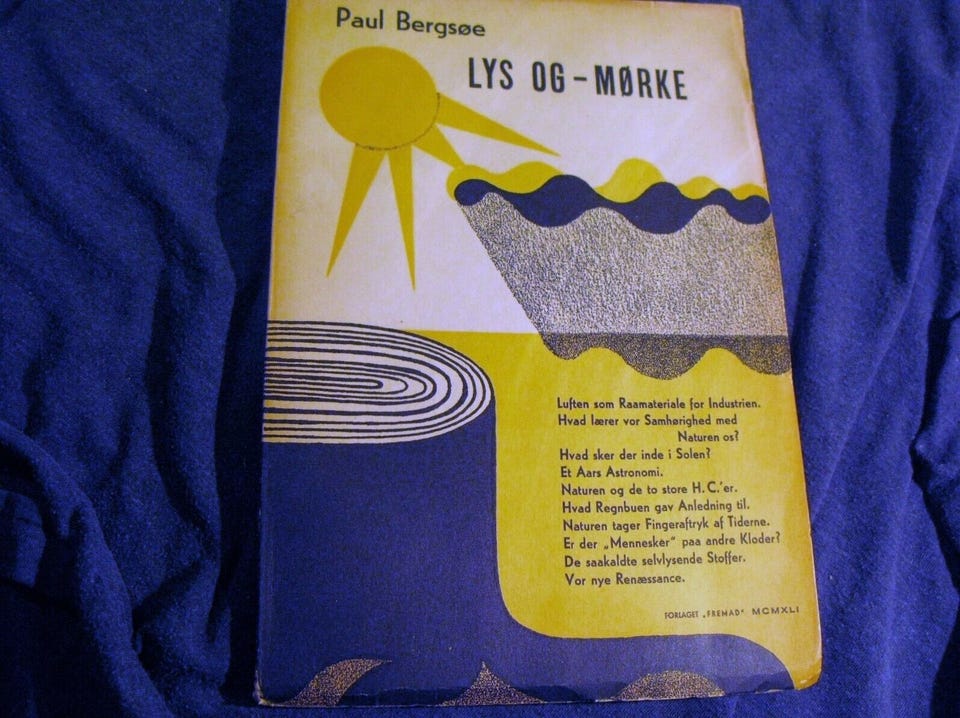 Paul Bergsøe
LYS OG – MØRKE
Luften som Raamateriale for Industrien.
Hvad lærer vor Samhørighed med
Naturen os?
Hvad sker der inde i Solen?
Et Aars Astronomi.
Naturen og de to store H.C.'er.
Hvad Regnbuen gav Anledning til.
Naturen tager Fingeraftryk af Tiderne.
Er der „Mennesker“ paa andre Kloder?
De saakaldte selvlysende Stoffer.
Vor nye Renæssance.
FORLAGET „FREMAD“ MCMXLI